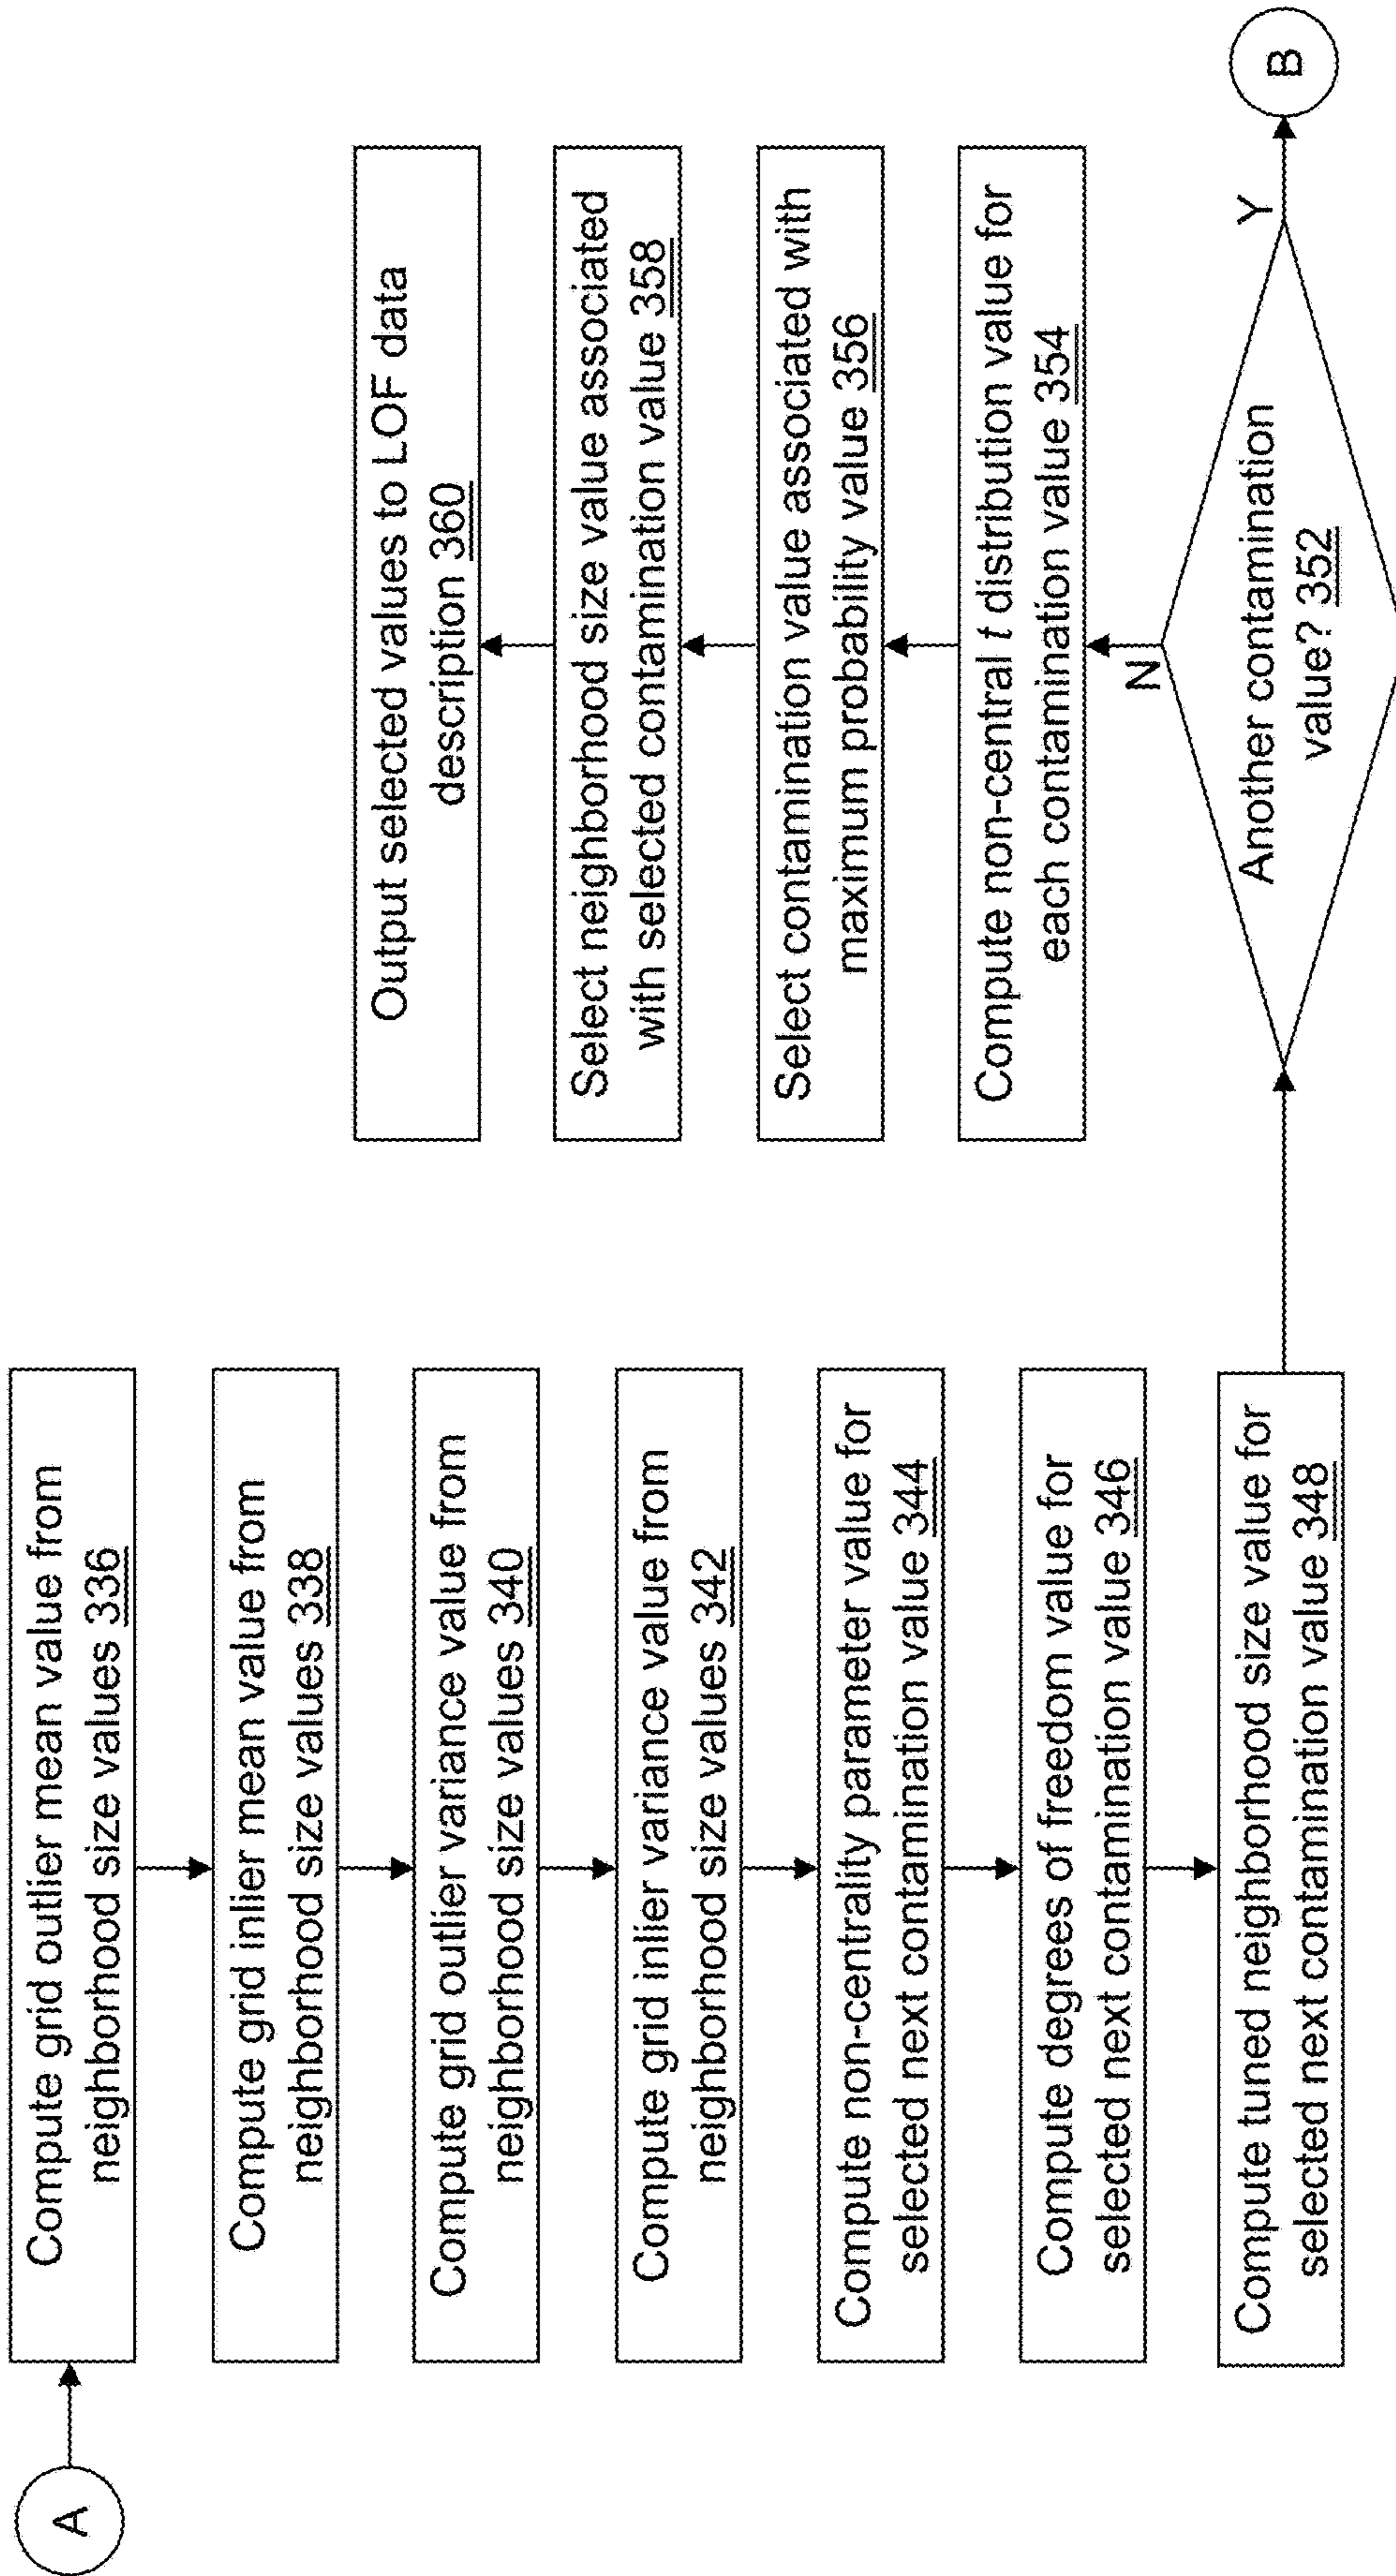 A
Compute grid outlier mean value from
neighborhood size values 336
Compute grid inlier mean value from
neighborhood size values 338
Compute grid outlier variance value from
neighborhood size values 340
Compute grid inlier variance value from
neighborhood size values 342
Compute non-centrality parameter value for
selected next contamination value 344
Compute degrees of freedom value for
selected next contamination value 346
Compute tuned neighborhood size value for
selected next contamination value 348
Another contamination
value? 352
Y
B
N
Compute non-central t distribution value for
each contamination value 354
Select contamination value associated with
maximum probability value 356
Select neighborhood size value associated
with selected contamination value 358
Output selected values to LOF data
description 360